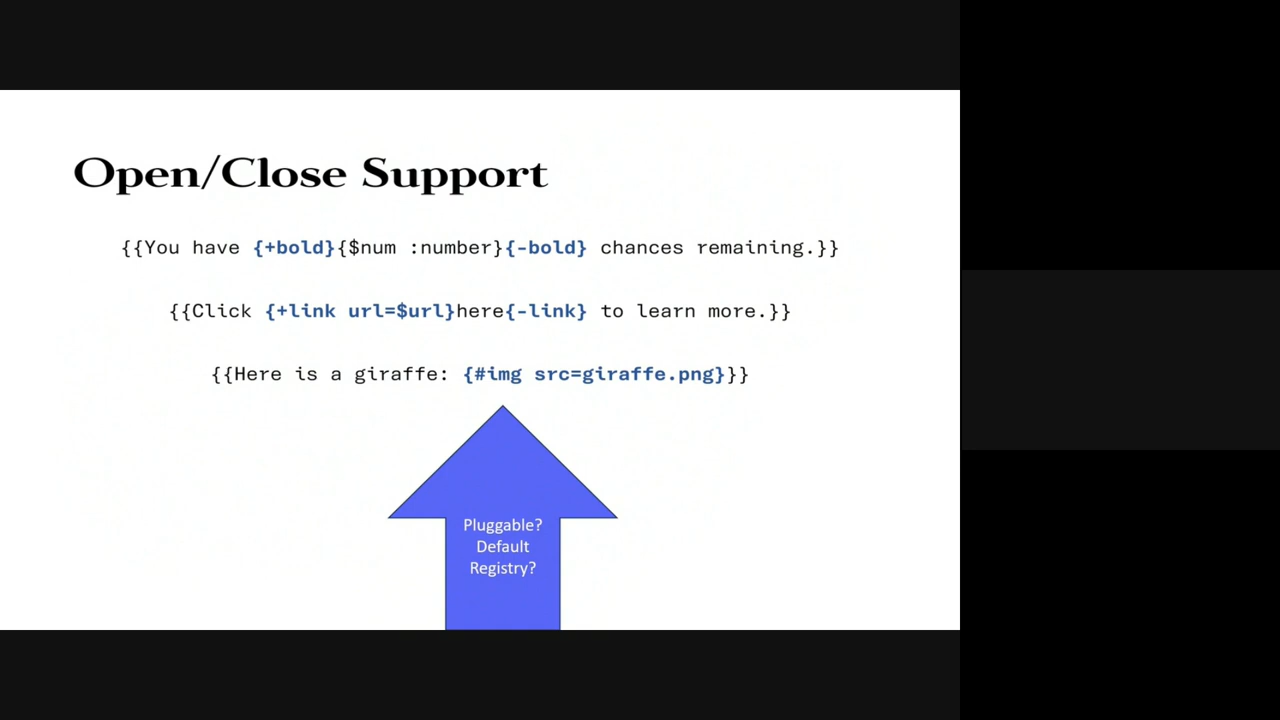 Open/Close Support
{{You have {+bold}{$num :number}{-bold} chances remaining.}}
{{Click {+link url=$url}here{-link} to learn more.}}
{{Here is a giraffe: {#img src=giraffe.png}}}
Pluggable?
Default
Registry?